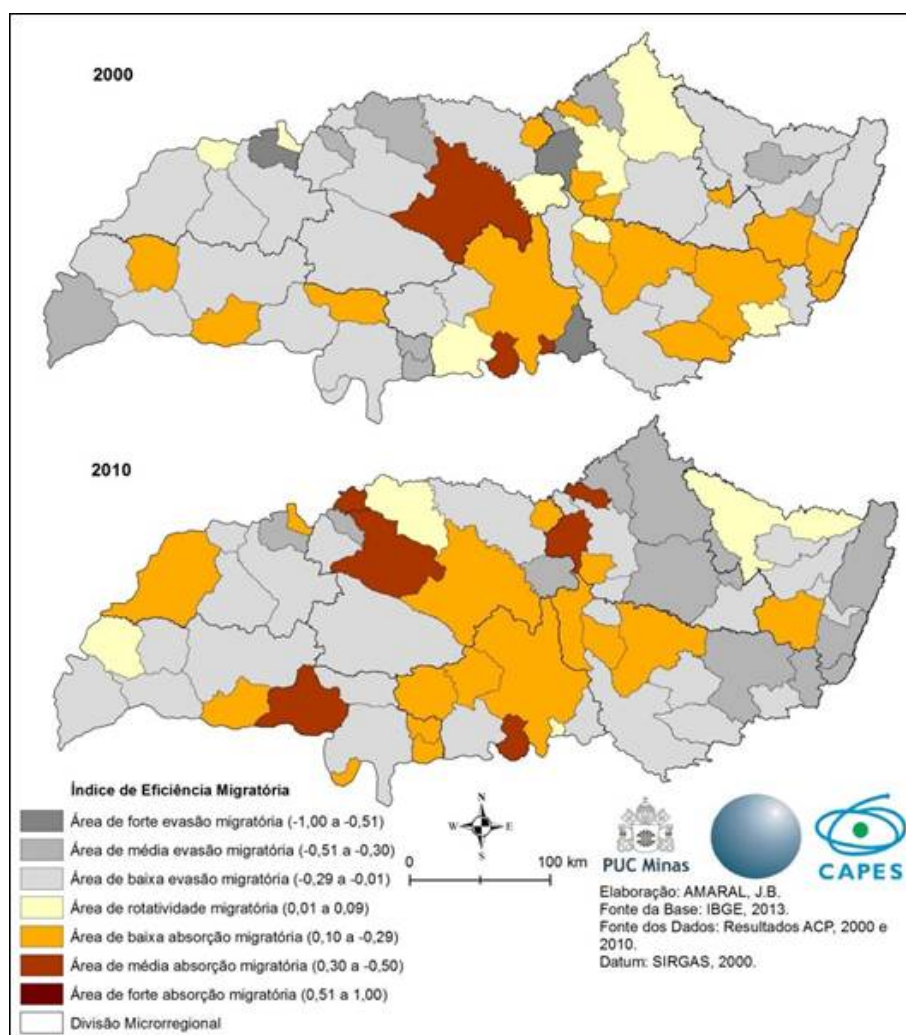 2000
2010
Índice de Eficiência Migratória
Área de forte evasão migratória (-1,00 a -0,51)
Área de média evasão migratória (-0,51 a -0,30)
Área de baixa evasão migratória (-0,29 a -0,01)
Área de rotatividade migratória (0,01 a 0,09)
Área de baixa absorção migratória (0,10 a -0,29)
Área de média absorção migratória (0,30 a -0,50)
Área de forte absorção migratória (0,51 a 1,00)
Divisão Microrregional
N
W E
S
0 100 km
PUC Minas
CAPES
Elaboração: AMARAL, J.B.
Fonte da Base: IBGE, 2013.
Fonte dos Dados: Resultados ACP, 2000 e
2010.
Datum: SIRGAS, 2000.